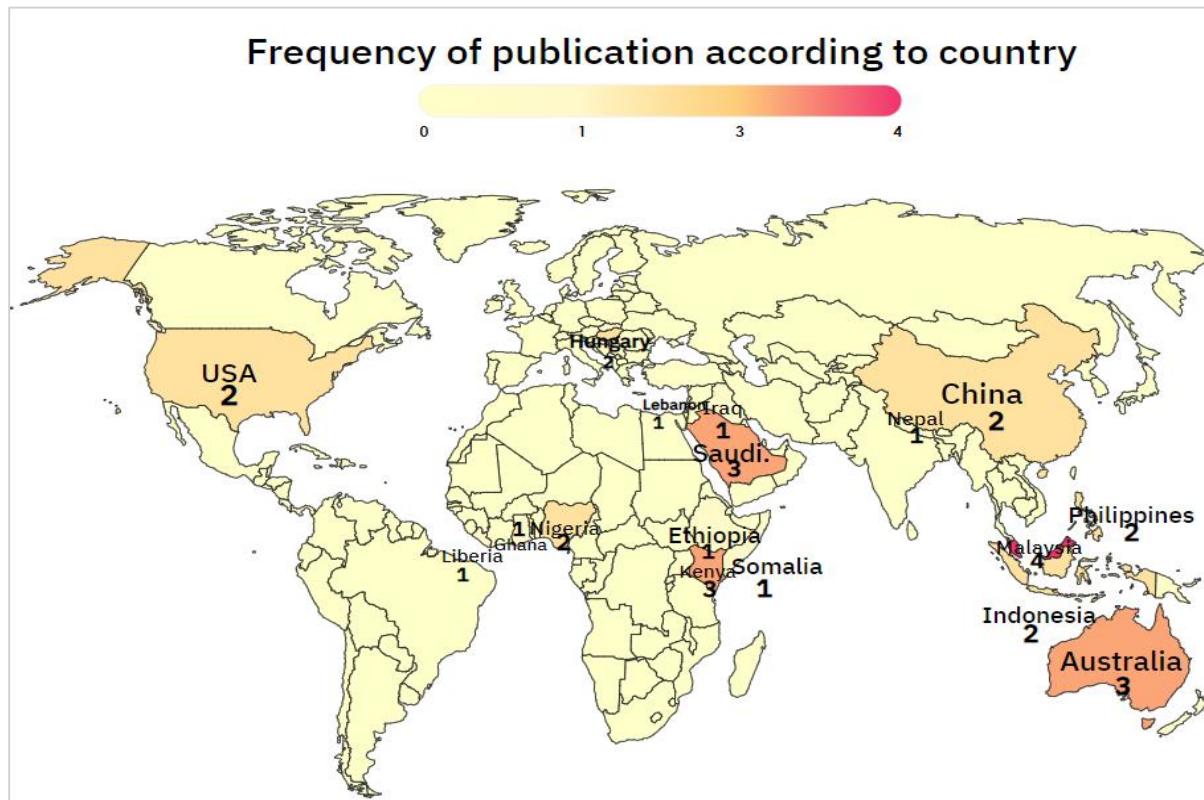 Frequency of publication according to country
0 1 3 4
Hungary
2
USA
2
China
2
Lebanon
1
Iraq
1
Nepal
1
Saudi.
3
Philippines
2
Nigeria
2
Ghana
1
Liberia
1
Ethiopia
1
Malaysia
4
Kenya
3
Somalia
1
Indonesia
2
Australia
3